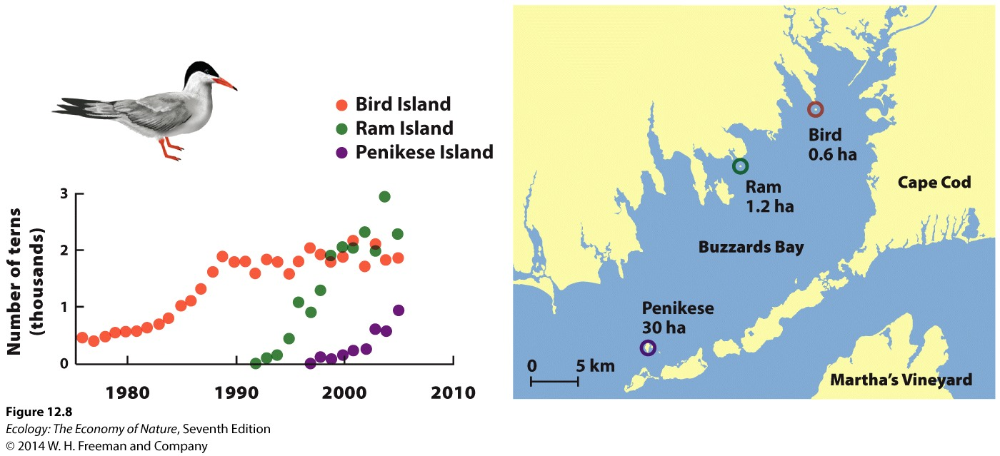 Bird Island
Ram Island
Penikese Island
Number of terns
(thousands)
3
2
1
0
1980
1990
2000
2010
Bird
0.6 ha
Ram
1.2 ha
Cape Cod
Buzzards Bay
Penikese
30 ha
0
5 km
Martha's Vineyard
Figure 12.8
Ecology: The Economy of Nature, Seventh Edition
© 2014 W. H. Freeman and Company